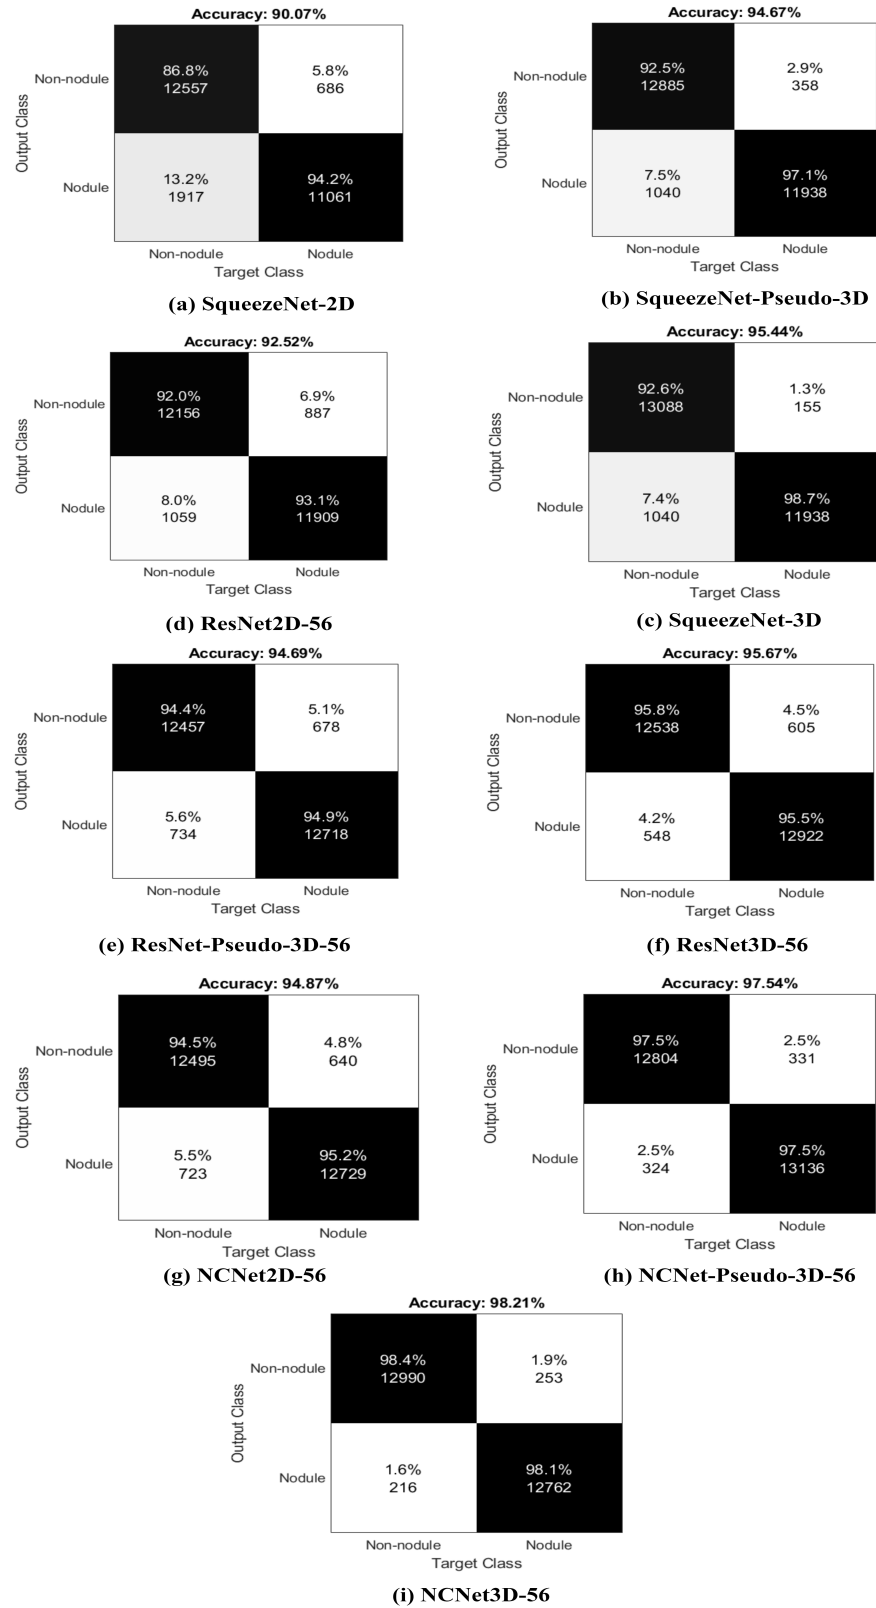 Accuracy: 90.07%
Output Class
Non-nodule
86.8%
12557
5.8%
686
Nodule
13.2%
1917
94.2%
11061
Non-nodule
Nodule
Target Class
(a) SqueezeNet-2D
Accuracy: 94.67%
Output Class
Non-nodule
92.5%
12885
2.9%
358
Nodule
7.5%
1040
97.1%
11938
Non-nodule
Nodule
Target Class
(b) SqueezeNet-Pseudo-3D
Accuracy: 92.52%
Output Class
Non-nodule
92.0%
12156
6.9%
887
Nodule
8.0%
1059
93.1%
11909
Non-nodule
Nodule
Target Class
(d) ResNet2D-56
Accuracy: 95.44%
Output Class
Non-nodule
92.6%
13088
1.3%
155
Nodule
7.4%
1040
98.7%
11938
Non-nodule
Nodule
Target Class
(c) SqueezeNet-3D
Accuracy: 94.69%
Output Class
Non-nodule
94.4%
12457
5.1%
678
Nodule
5.6%
734
94.9%
12718
Non-nodule
Nodule
Target Class
(e) ResNet-Pseudo-3D-56
Accuracy: 95.67%
Output Class
Non-nodule
95.8%
12538
4.5%
605
Nodule
4.2%
548
95.5%
12922
Non-nodule
Nodule
Target Class
(f) ResNet3D-56
Accuracy: 94.87%
Output Class
Non-nodule
94.5%
12495
4.8%
640
Nodule
5.5%
723
95.2%
12729
Non-nodule
Nodule
Target Class
(g) NCNet2D-56
Accuracy: 97.54%
Output Class
Non-nodule
97.5%
12804
2.5%
331
Nodule
2.5%
324
97.5%
13136
Non-nodule
Nodule
Target Class
(h) NCNet-Pseudo-3D-56
Accuracy: 98.21%
Output Class
Non-nodule
98.4%
12990
1.9%
253
Nodule
1.6%
216
98.1%
12762
Non-nodule
Nodule
Target Class
(i) NCNet3D-56